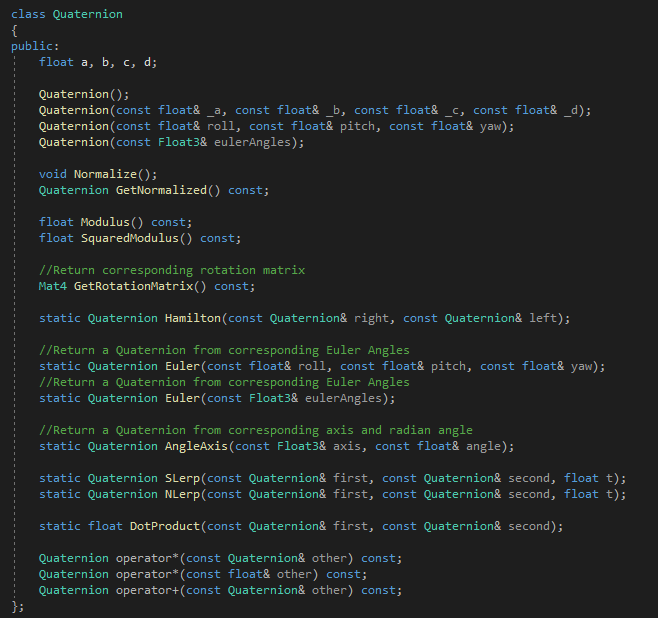 class Quaternion
{
public:
float a, b, c, d;
Quaternion();
Quaternion(const float& _a, const float& _b, const float& _c, const float& _d);
Quaternion(const float& roll, const float& pitch, const float& yaw);
Quaternion(const Float3& eulerAngles);
void Normalize();
Quaternion GetNormalized() const;
float Modulus() const;
float SquaredModulus() const;
//Return corresponding rotation matrix
Mat4 GetRotationMatrix() const;
static Quaternion Hamilton(const Quaternion& right, const Quaternion& left);
//Return a Quaternion from corresponding Euler Angles
static Quaternion Euler(const float& roll, const float& pitch, const float& yaw);
//Return a Quaternion from corresponding Euler Angles
static Quaternion Euler(const Float3& eulerAngles);
//Return a Quaternion from corresponding axis and radian angle
static Quaternion AngleAxis(const Float3& axis, const float& angle);
static Quaternion SLerp(const Quaternion& first, const Quaternion& second, float t);
static Quaternion NLerp(const Quaternion& first, const Quaternion& second, float t);
static float DotProduct(const Quaternion& first, const Quaternion& second);
Quaternion operator*(const Quaternion& other) const;
Quaternion operator*(const float& other) const;
Quaternion operator+(const Quaternion& other) const;
};